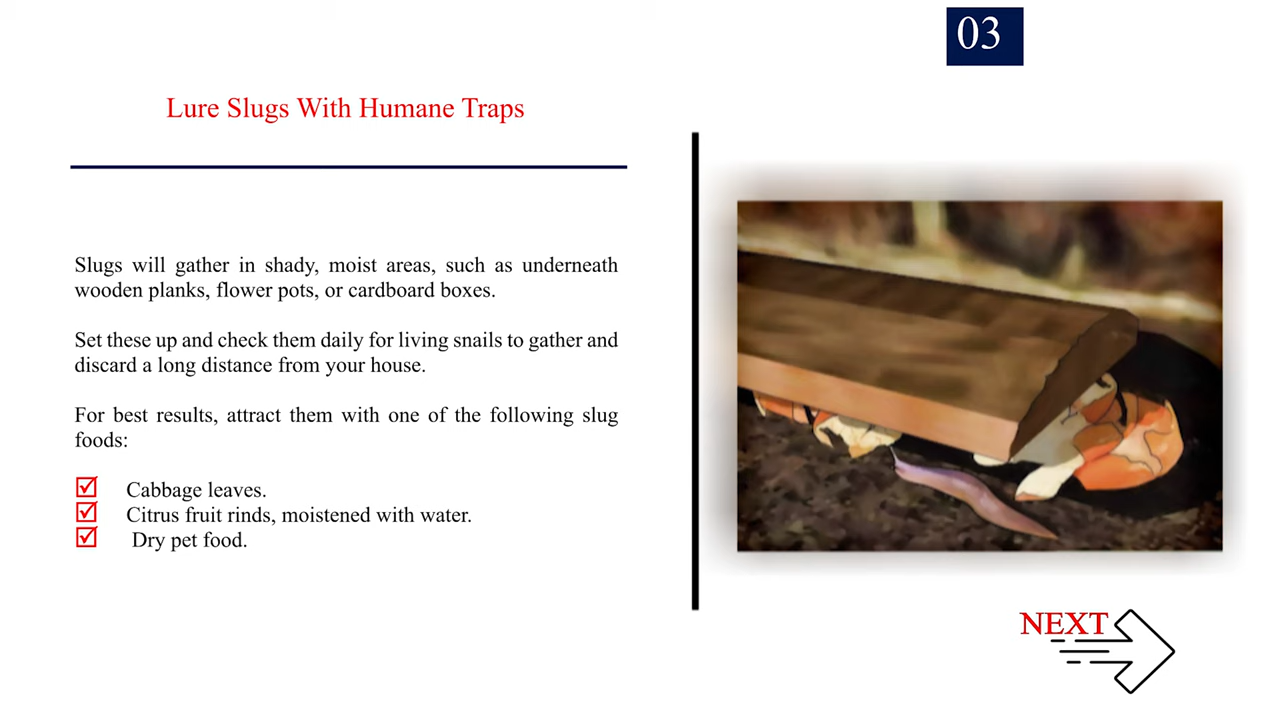 03
Lure Slugs With Humane Traps
Slugs will gather in shady, moist areas, such as underneath
wooden planks, flower pots, or cardboard boxes.
Set these up and check them daily for living snails to gather and
discard a long distance from your house.
For best results, attract them with one of the following slug
foods:
Cabbage leaves.
Citrus fruit rinds, moistened with water.
Dry pet food.
NEXT